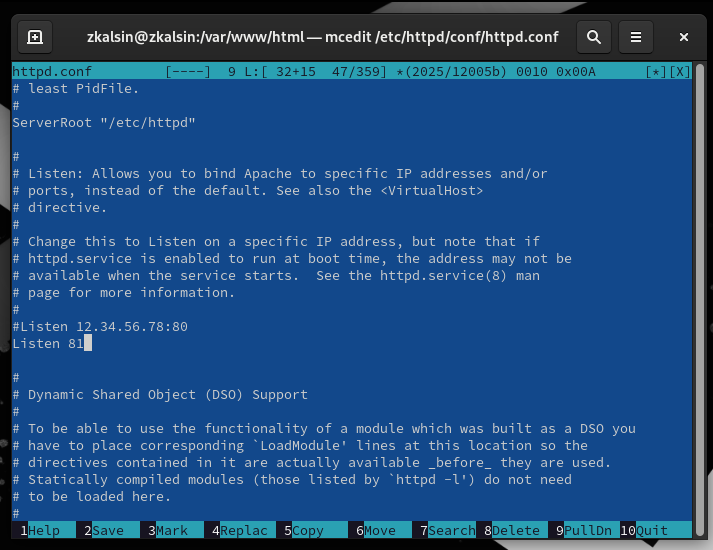 zkalsin@zkalsin:/var/www/html — mcedit /etc/httpd/conf/httpd.conf
httpd.conf [----] 9 L:[ 32+15 47/359] *(2025/12005b) 0010 0x00A [*][X]
# least PidFile.
#
ServerRoot "/etc/httpd"
#
# Listen: Allows you to bind Apache to specific IP addresses and/or
# ports, instead of the default. See also the <VirtualHost>
# directive.
#
# Change this to Listen on a specific IP address, but note that if
# httpd.service is enabled to run at boot time, the address may not be
# available when the service starts.  See the httpd.service(8) man
# page for more information.
#
#Listen 12.34.56.78:80
Listen 81
#
# Dynamic Shared Object (DSO) Support
#
# To be able to use the functionality of a module which was built as a DSO you
# have to place corresponding `LoadModule' lines at this location so the
# directives contained in it are actually available _before_ they are used.
# Statically compiled modules (those listed by `httpd -l') do not need
# to be loaded here.
#
1Help 2Save 3Mark 4Replac 5Copy 6Move 7Search 8Delete 9PullDn 10Quit